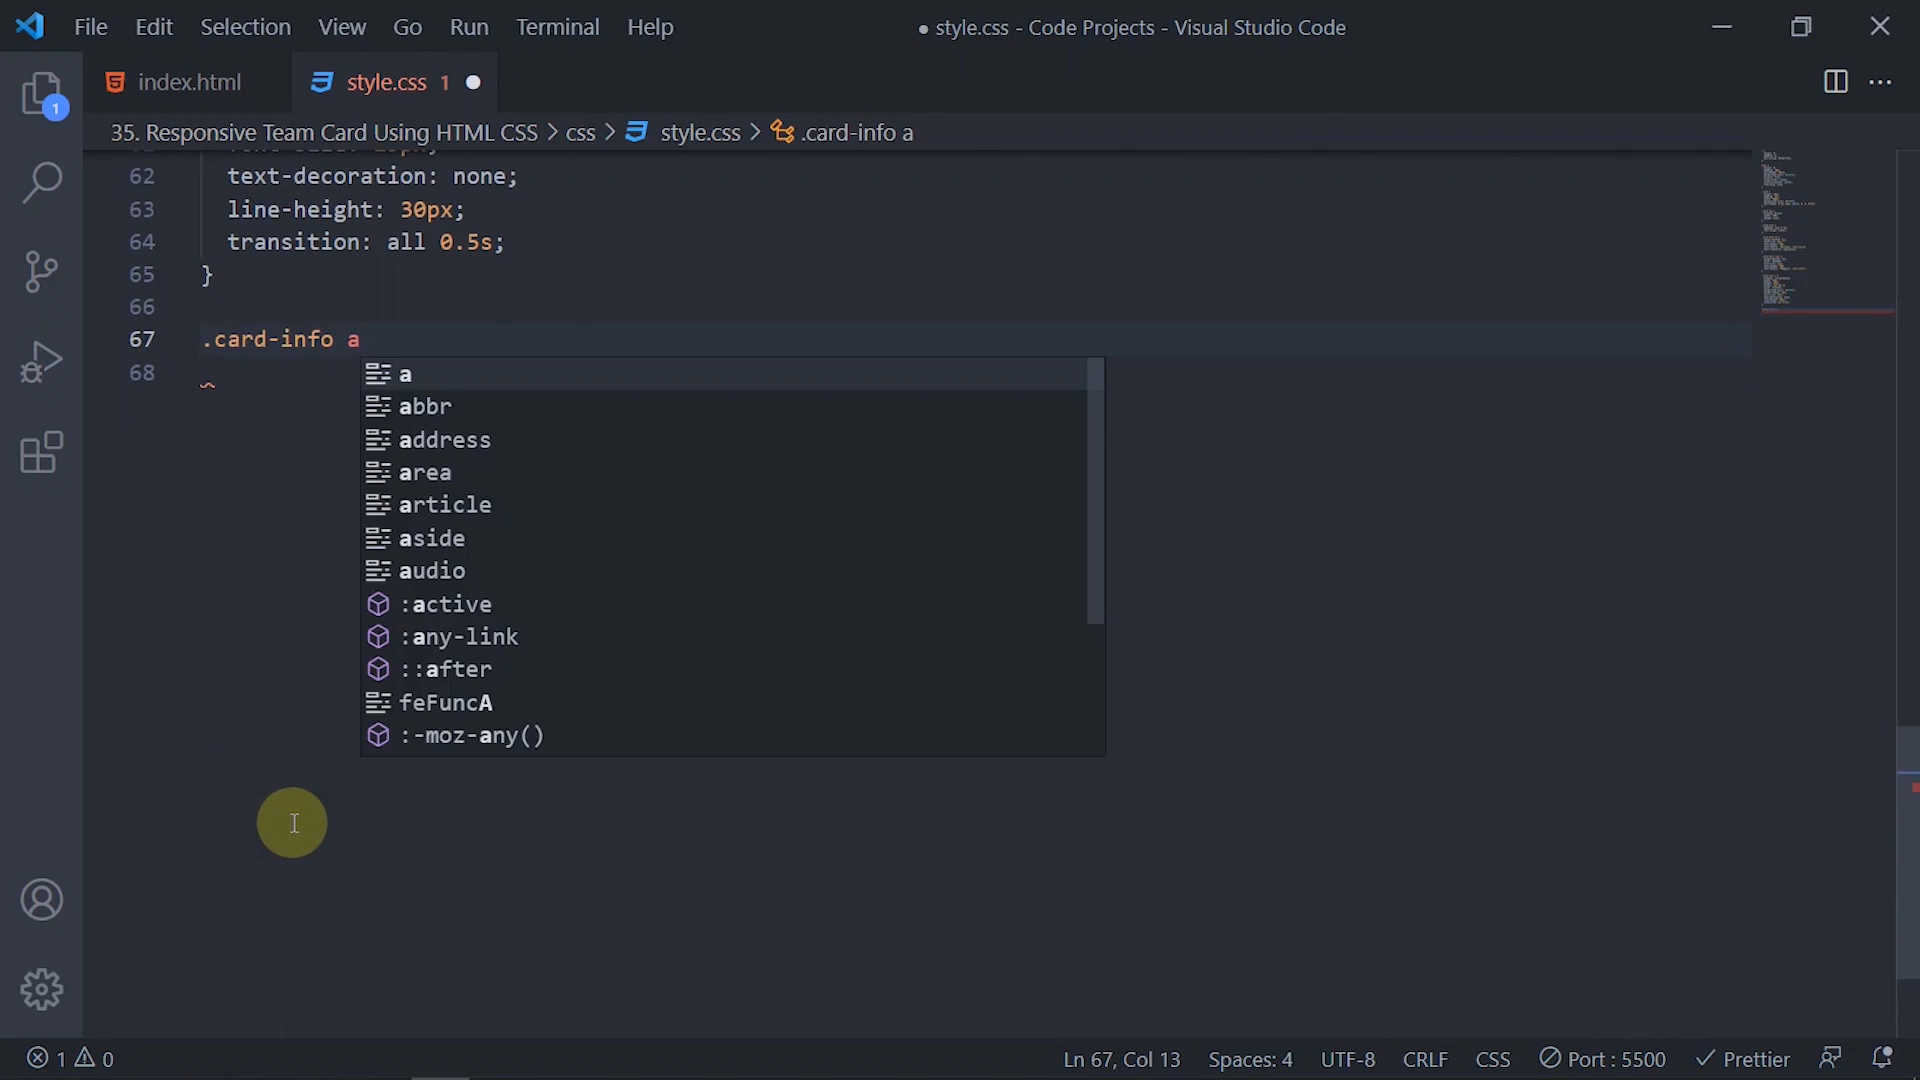 File Edit Selection View Go Run Terminal Help
● style.css - Code Projects - Visual Studio Code
index.html
style.css 1
35. Responsive Team Card Using HTML CSS > css > style.css > .card-info a
62 text-decoration: none;
63 line-height: 30px;
64 transition: all 0.5s;
65 }
66
67 .card-info a
68
a
abbr
address
area
article
aside
audio
:active
:any-link
::after
feFuncA
:-moz-any()
1
1 0
Ln 67, Col 13 Spaces: 4 UTF-8 CRLF CSS Port : 5500 Prettier